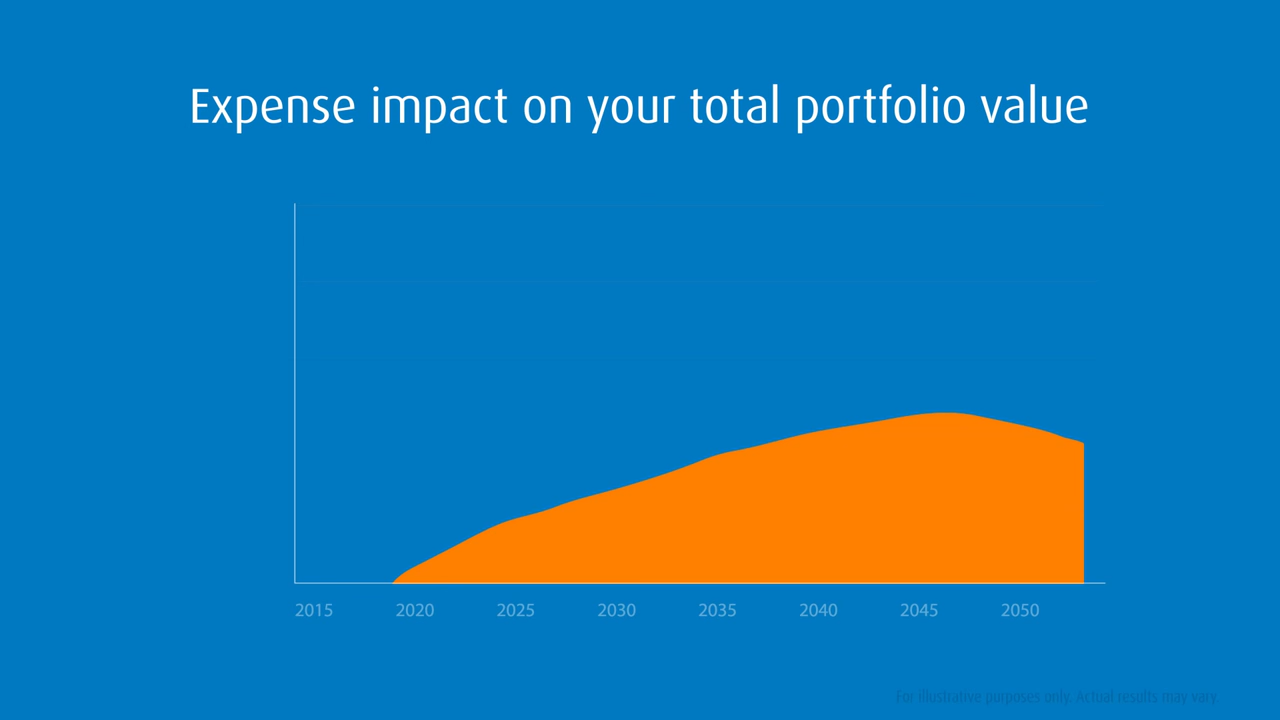 Expense impact on your total portfolio value
2015 2020 2025 2030 2035 2040 2045 2050
For illustrative purposes only. Actual results may vary.